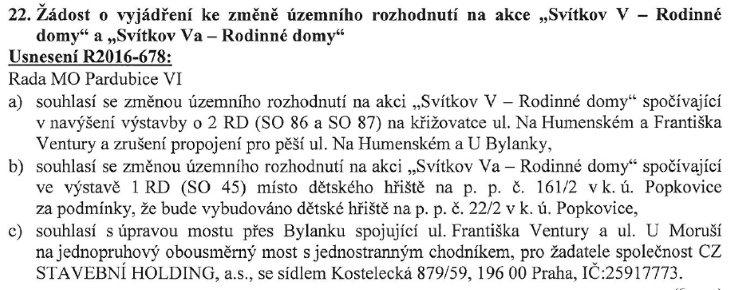 22. Žádost o vyjádření ke změně územního rozhodnutí na akce „Svítkov V – Rodinné
domy“ a „Svítkov Va – Rodinné domy“
Usnesení R2016-678:
Rada MO Pardubice VI
a) souhlasí se změnou územního rozhodnutí na akci „Svítkov V – Rodinné domy“ spočívající
v navýšení výstavby o 2 RD (SO 86 a SO 87) na křižovatce ul. Na Humenském a Františka
Ventury a zrušení propojení pro pěší ul. Na Humenském a U Bylanky,
b) souhlasí se změnou územního rozhodnutí na akci „Svítkov Va – Rodinné domy“ spočívající
ve výstavě 1 RD (SO 45) místo dětského hřiště na p. p. č. 161/2 v k. ú. Popkovice
za podmínky, že bude vybudováno dětské hřiště na p. p. č. 22/2 v k. ú. Popkovice,
c) souhlasí s úpravou mostu přes Bylanku spojující ul. Františka Ventury a ul. U Moruší
na jednopruhový obousměrný most s jednostranným chodníkem, pro žadatele společnost CZ
STAVEBNÍ HOLDING, a.s., se sídlem Kostelecká 879/59, 196 00 Praha, IČ:25917773.